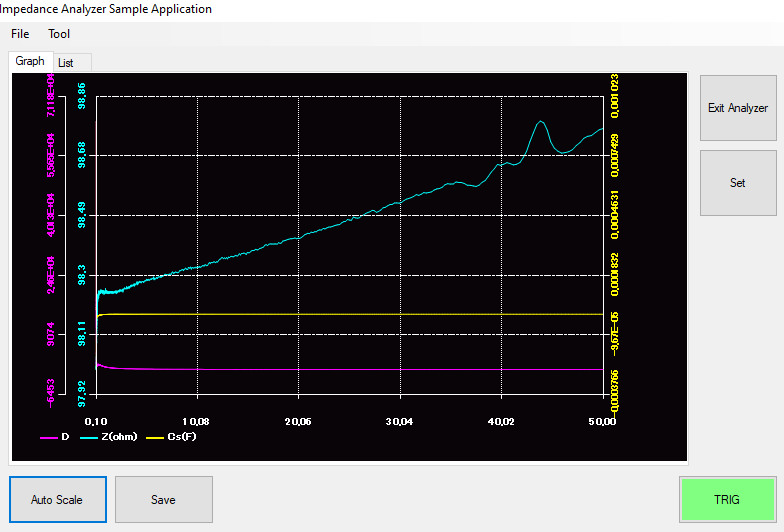 Impedance Analyzer Sample Application
File Tool
Graph List
7,118E+04 98,86 0,001023
5,566E+04 98,68 0,0007429
4,013E+04 98,49 0,0004631
2,46E+04 98,3 0,0001832
9074 98,11 -9,67E-05
-6453 97,92 -0,0003766
0,10 10,08 20,06 30,04 40,02 50,00
D Z(ohm) Cs(F)
Exit Analyzer
Set
Auto Scale Save TRIG